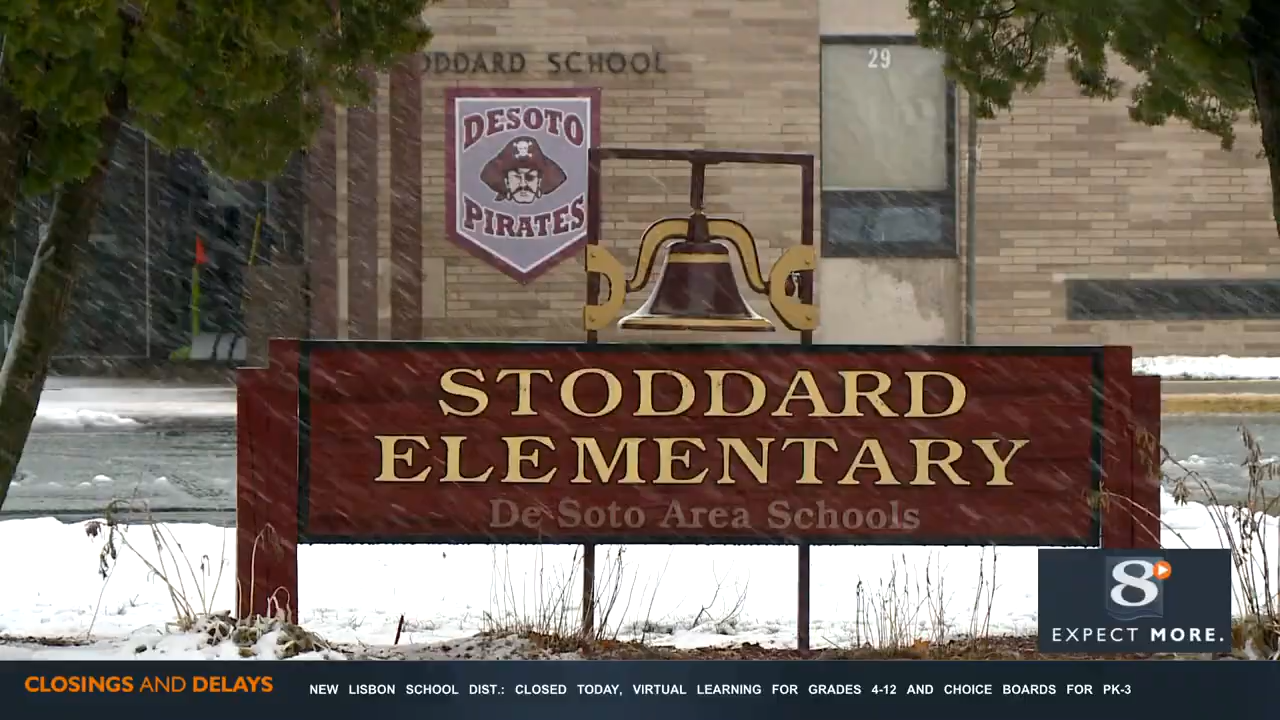 ODDARD SCHOOL
29
DESOTO
PIRATES
STODDARD
ELEMENTARY
De Soto Area Schools
8
EXPECT MORE.
CLOSINGS AND DELAYS
NEW LISBON SCHOOL DIST.: CLOSED TODAY, VIRTUAL LEARNING FOR GRADES 4-12 AND CHOICE BOARDS FOR PK-3